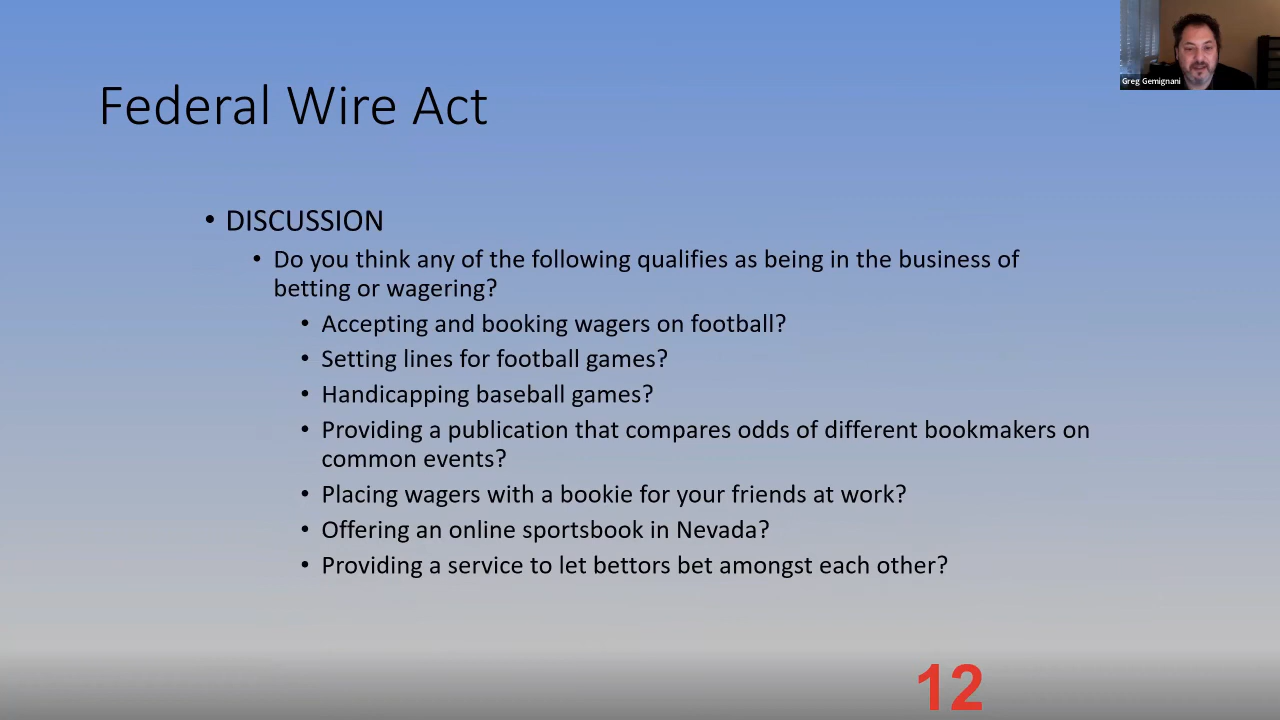 Greg Gemignani
Federal Wire Act
• DISCUSSION
• Do you think any of the following qualifies as being in the business of
betting or wagering?
• Accepting and booking wagers on football?
• Setting lines for football games?
• Handicapping baseball games?
• Providing a publication that compares odds of different bookmakers on
common events?
• Placing wagers with a bookie for your friends at work?
• Offering an online sportsbook in Nevada?
• Providing a service to let bettors bet amongst each other?
12